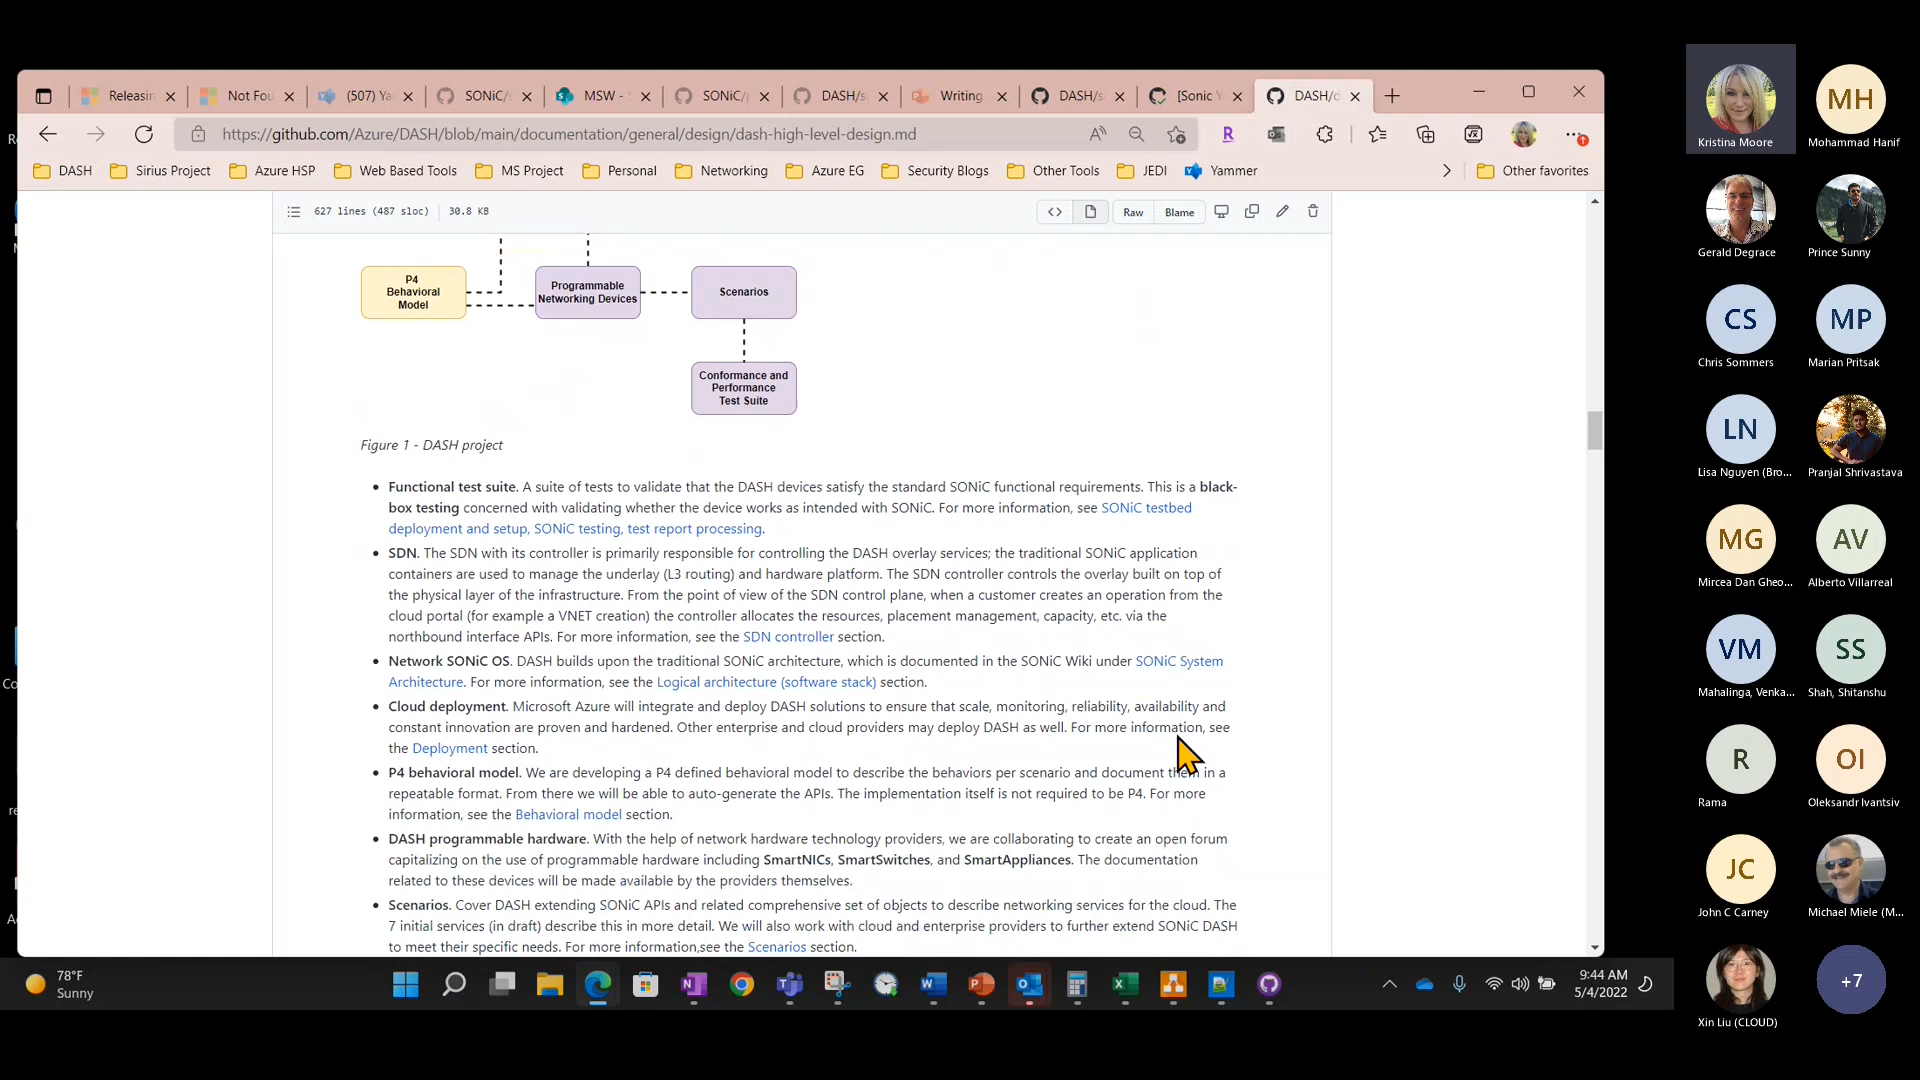 Releasin
Not Fou
(507) Ya
SONiC/s
MSW -
SONiC/
DASH/s
Writing
DASH/s
[Sonic
DASH/d
https://github.com/Azure/DASH/blob/main/documentation/general/design/dash-high-level-design.md
DASH
Sirius Project
Azure HSP
Web Based Tools
MS Project
Personal
Networking
Azure EG
Security Blogs
Other Tools
JEDI
Yammer
Other favorites
627 lines (487 sloc)
30.8 KB
Raw
Blame
P4
Behavioral
Model
Programmable
Networking Devices
Scenarios
Conformance and
Performance
Test Suite
Figure 1 - DASH project
• Functional test suite. A suite of tests to validate that the DASH devices satisfy the standard SONiC functional requirements. This is a black-
box testing concerned with validating whether the device works as intended with SONiC. For more information, see SONiC testbed
deployment and setup, SONiC testing, test report processing.
• SDN. The SDN with its controller is primarily responsible for controlling the DASH overlay services; the traditional SONiC application
containers are used to manage the underlay (L3 routing) and hardware platform. The SDN controller controls the overlay built on top of
the physical layer of the infrastructure. From the point of view of the SDN control plane, when a customer creates an operation from the
cloud portal (for example a VNET creation) the controller allocates the resources, placement management, capacity, etc. via the
northbound interface APIs. For more information, see the SDN controller section.
• Network SONiC OS. DASH builds upon the traditional SONiC architecture, which is documented in the SONiC Wiki under SONiC System
Architecture. For more information, see the Logical architecture (software stack) section.
• Cloud deployment. Microsoft Azure will integrate and deploy DASH solutions to ensure that scale, monitoring, reliability, availability and
constant innovation are proven and hardened. Other enterprise and cloud providers may deploy DASH as well. For more information, see
the Deployment section.
• P4 behavioral model. We are developing a P4 defined behavioral model to describe the behaviors per scenario and document them in a
repeatable format. From there we will be able to auto-generate the APIs. The implementation itself is not required to be P4. For more
information, see the Behavioral model section.
• DASH programmable hardware. With the help of network hardware technology providers, we are collaborating to create an open forum
capitalizing on the use of programmable hardware including SmartNICs, SmartSwitches, and SmartAppliances. The documentation
related to these devices will be made available by the providers themselves.
• Scenarios. Cover DASH extending SONiC APIs and related comprehensive set of objects to describe networking services for the cloud. The
7 initial services (in draft) describe this in more detail. We will also work with cloud and enterprise providers to further extend SONiC DASH
to meet their specific needs. For more information,see the Scenarios section.
78°F
Sunny
9:44 AM
5/4/2022
Kristina Moore
MH
Mohammad Hanif
Gerald Degrace
Prince Sunny
CS
Chris Sommers
MP
Marian Pritsak
LN
Lisa Nguyen (Bro...
Pranjal Shrivastava
MG
Mircea Dan Gheo...
AV
Alberto Villarreal
VM
Mahalinga, Venka...
SS
Shah, Shitanshu
R
Rama
OI
Oleksandr Ivantsiv
JC
John C Carney
Michael Miele (M...
Xin Liu (CLOUD)
+7